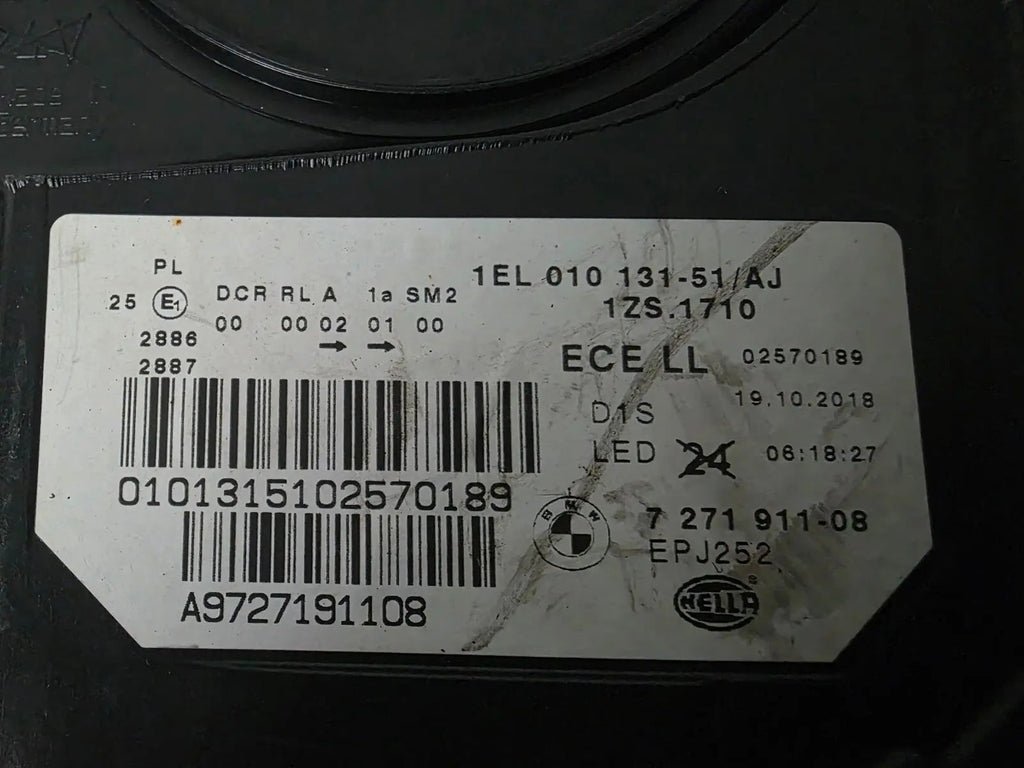 PL
25 E1
2886
2887
DCR RL A 1a SM2
00 00 02 01 00
1EL 010 131-51/AJ
1ZS.1710
ECE LL 02570189
D1S 19.10.2018
LED 24 06:18:27
0101315102570189
BMW
7 271 911-08
EPJ252
A9727191108
HELLA